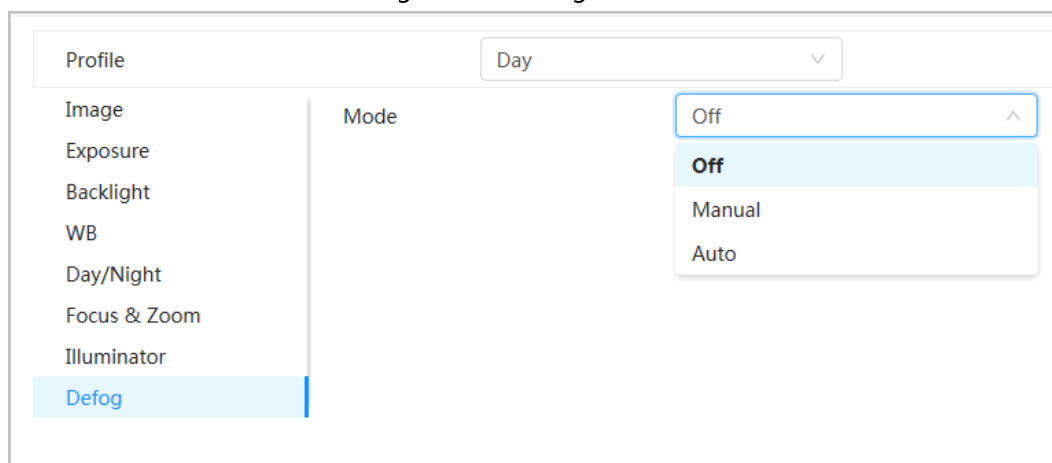 Profile Day
Image
Mode Off
Exposure
Off
Backlight
Manual
WB
Auto
Day/Night
Focus & Zoom
Illuminator
Defog